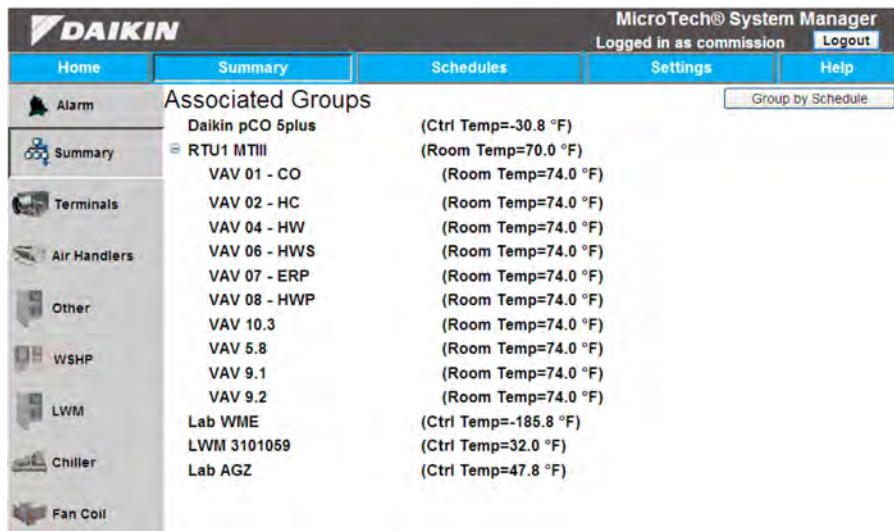 DAIKIN
MicroTech® System Manager
Logged in as commission Logout
Home Summary Schedules Settings Help
Alarm
Summary
Terminals
Air Handlers
Other
WSHP
LWM
Chiller
Fan Coil
Associated Groups
Group by Schedule
Daikin pCO 5plus (Ctrl Temp=-30.8 °F)
RTU1 MTIII (Room Temp=70.0 °F)
VAV 01 - CO (Room Temp=74.0 °F)
VAV 02 - HC (Room Temp=74.0 °F)
VAV 04 - HW (Room Temp=74.0 °F)
VAV 06 - HWS (Room Temp=74.0 °F)
VAV 07 - ERP (Room Temp=74.0 °F)
VAV 08 - HWP (Room Temp=74.0 °F)
VAV 10.3 (Room Temp=74.0 °F)
VAV 5.8 (Room Temp=74.0 °F)
VAV 9.1 (Room Temp=74.0 °F)
VAV 9.2 (Room Temp=74.0 °F)
Lab WME (Ctrl Temp=-185.8 °F)
LWM 3101059 (Ctrl Temp=32.0 °F)
Lab AGZ (Ctrl Temp=47.8 °F)